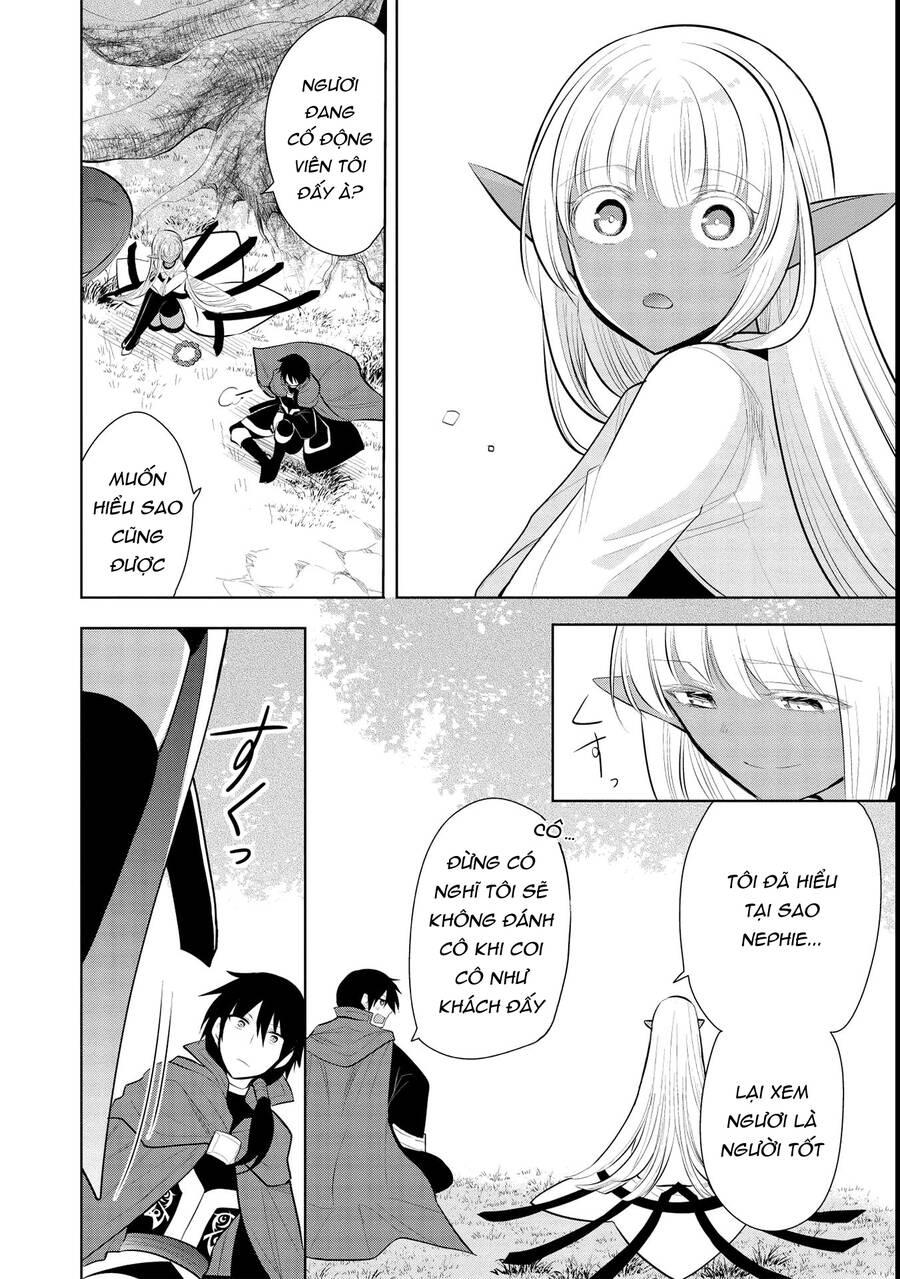 NGƯƠI
ĐANG
CỐ ĐỘNG
VIÊN TÔI
ĐẤY À?
MUỐN
HIỂU SAO
CŨNG
ĐƯỢC
くすっ
TÔI ĐÃ HIỂU
TẠI SAO
NEPHIE...
LẠI XEM
NGƯƠI LÀ
NGƯỜI TỐT
CÔ...
ĐỪNG CÓ
NGHĨ TÔI SẼ
KHÔNG ĐÁNH
CÔ KHI COI
CÔ NHƯ
KHÁCH ĐẤY
すくっ